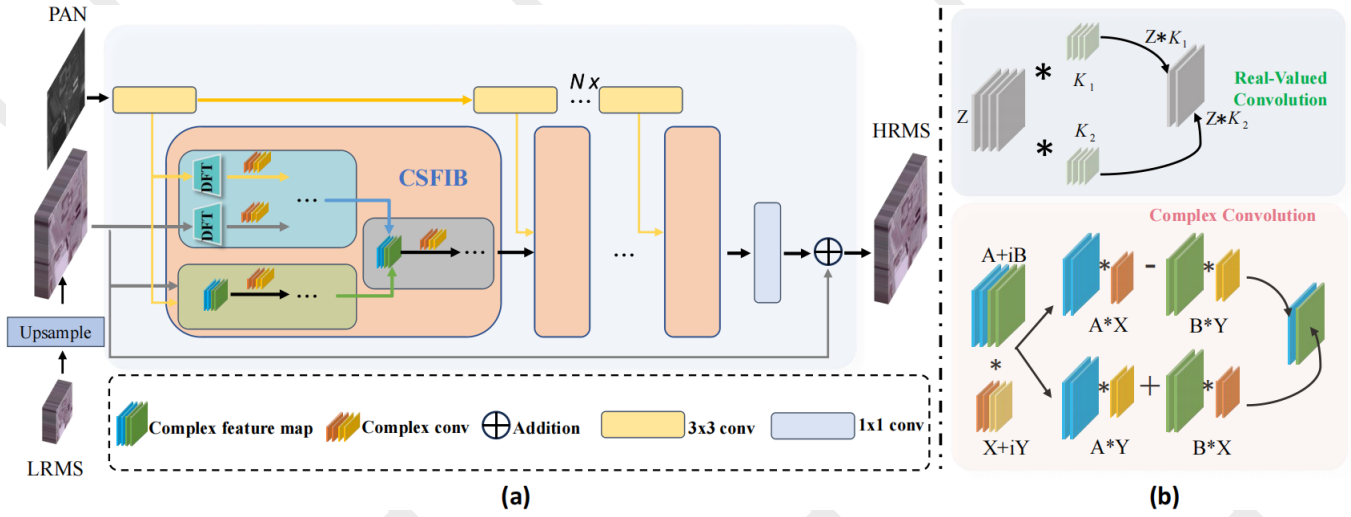 PAN
N x
...
HRMS
DFT
...
CSFIB
DFT
...
...
...
Upsample
LRMS
Complex feature map
Complex conv
Addition
3x3 conv
1x1 conv
(a)
Z
*
K1
Z*K1
*
K2
Z*K2
Real-Valued
Convolution
Complex Convolution
A+iB
*
X+iY
* - *
A*X
B*Y
* + *
A*Y
B*X
(b)